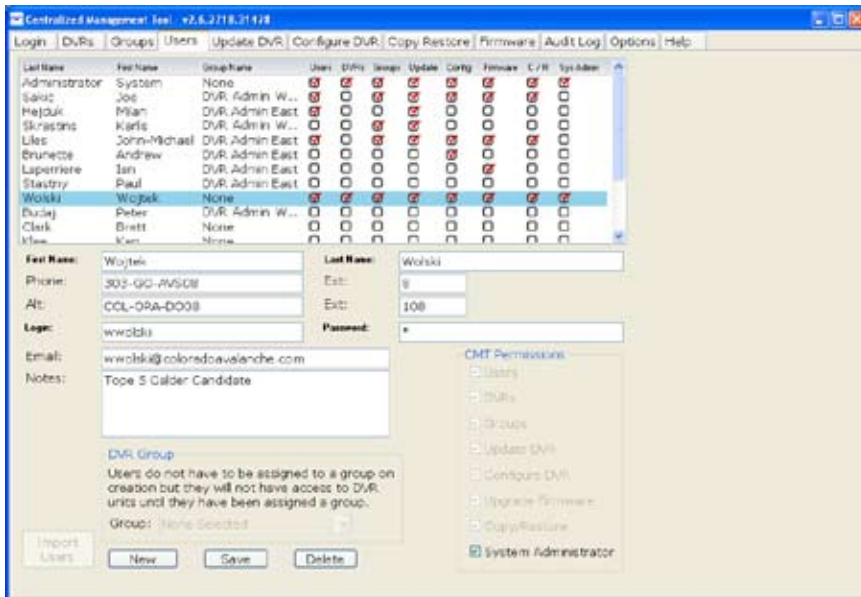 Centralized Management Tool - v2.6.2718.21428
Login DVRs Groups Users Update DVR Configure DVR Copy Restore Firmware Audit Log Options Help
Last Name First Name Group Name Users DVRs Groups Update Config Firmware C / R Sys Admin
Administrator System None
Sakic Joe DVR Admin W...
Hejduk Milan DVR Admin East
Skrastins Karlis DVR Admin W...
Liles John-Michael DVR Admin East
Brunette Andrew DVR Admin East
Laperriere Ian DVR Admin East
Stastny Paul DVR Admin East
Wolski Wojtek None
Budaj Peter DVR Admin W...
Clark Brett None
Klee Ken None
First Name: Wojtek Last Name: Wolski
Phone: 303-GO-AVS08 Ext: 8
Alt: COL-ORA-DO08 Ext: 108
Login: wwolski Password: *
Email: wwolski@coloradoavalanche.com
CMT Permissions
Notes: Tope 5 Calder Candidate
Users
DVRs
Groups
Update DVR
Configure DVR
Upgrade Firmware
Copy/Restore
System Administrator
DVR Group
Users do not have to be assigned to a group on
creation but they will not have access to DVR
units until they have been assigned a group.
Group: None Selected
Import
Users
New Save Delete